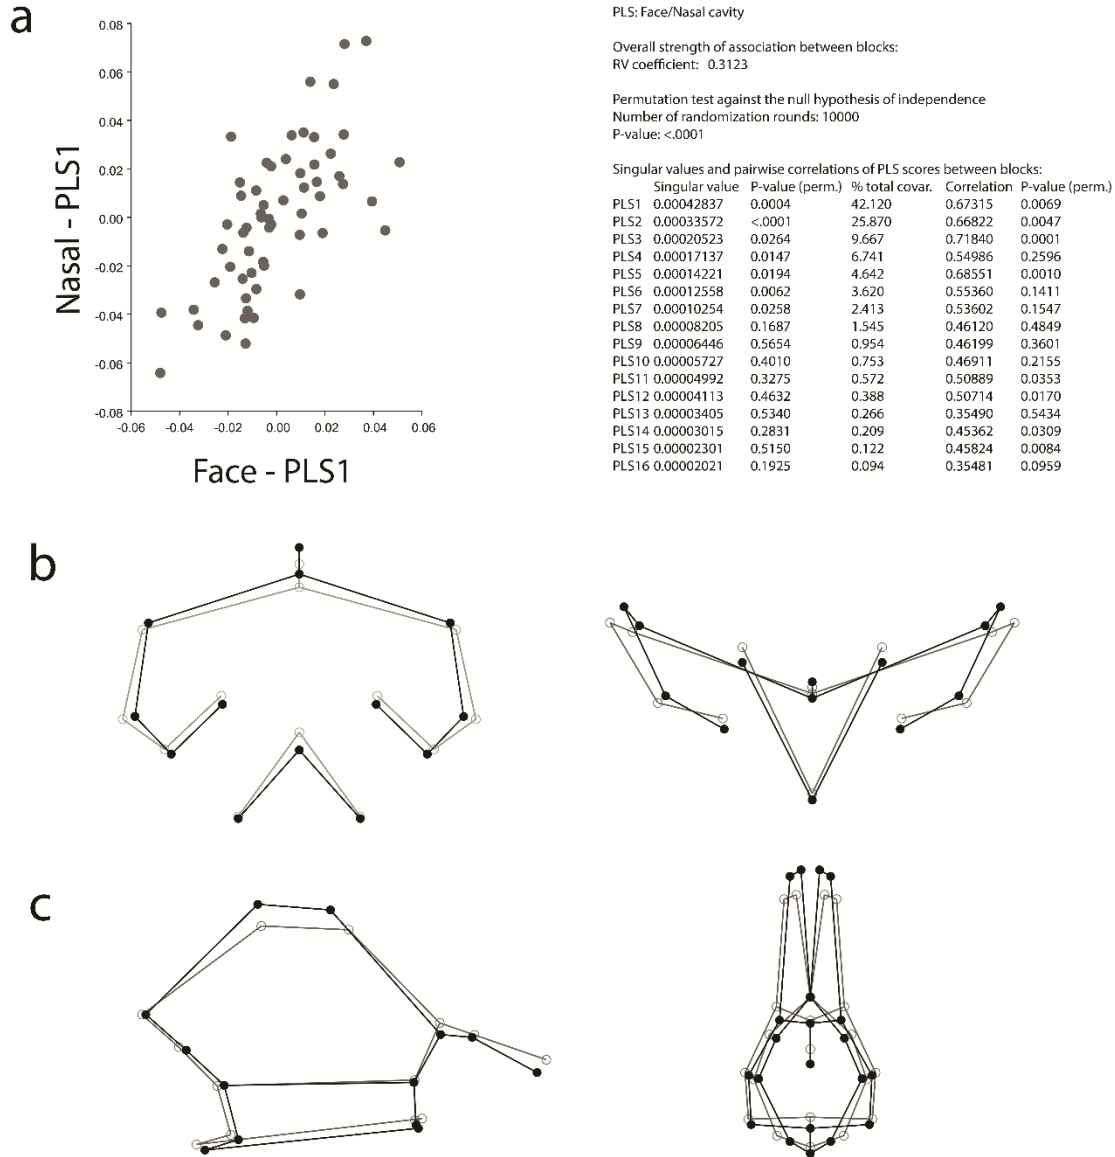 a
0.08
0.06
0.04
0.02
0.00
-0.02
-0.04
-0.06
-0.08
Nasal - PLS1
-0.06 -0.04 -0.02 0.00 0.02 0.04 0.06
Face - PLS1
PLS: Face/Nasal cavity
Overall strength of association between blocks:
RV coefficient: 0.3123
Permutation test against the null hypothesis of independence
Number of randomization rounds: 10000
P-value: <.0001
Singular values and pairwise correlations of PLS scores between blocks:
Singular value P-value (perm.) % total covar. Correlation P-value (perm.)
PLS1 0.00042837 0.0004 42.120 0.67315 0.0069
PLS2 0.00033572 <.0001 25.870 0.66822 0.0047
PLS3 0.00020523 0.0264 9.667 0.71840 0.0001
PLS4 0.00017137 0.0147 6.741 0.54986 0.2596
PLS5 0.00014221 0.0194 4.642 0.68551 0.0010
PLS6 0.00012558 0.0062 3.620 0.55360 0.1411
PLS7 0.00010254 0.0258 2.413 0.53602 0.1547
PLS8 0.00008205 0.1687 1.545 0.46120 0.4849
PLS9 0.00006446 0.5654 0.954 0.46199 0.3601
PLS10 0.00005727 0.4010 0.753 0.46911 0.2155
PLS11 0.00004992 0.3275 0.572 0.50889 0.0353
PLS12 0.00004113 0.4632 0.388 0.50714 0.0170
PLS13 0.00003405 0.5340 0.266 0.35490 0.5434
PLS14 0.00003015 0.2831 0.209 0.45362 0.0309
PLS15 0.00002301 0.5150 0.122 0.45824 0.0084
PLS16 0.00002021 0.1925 0.094 0.35481 0.0959
b
c